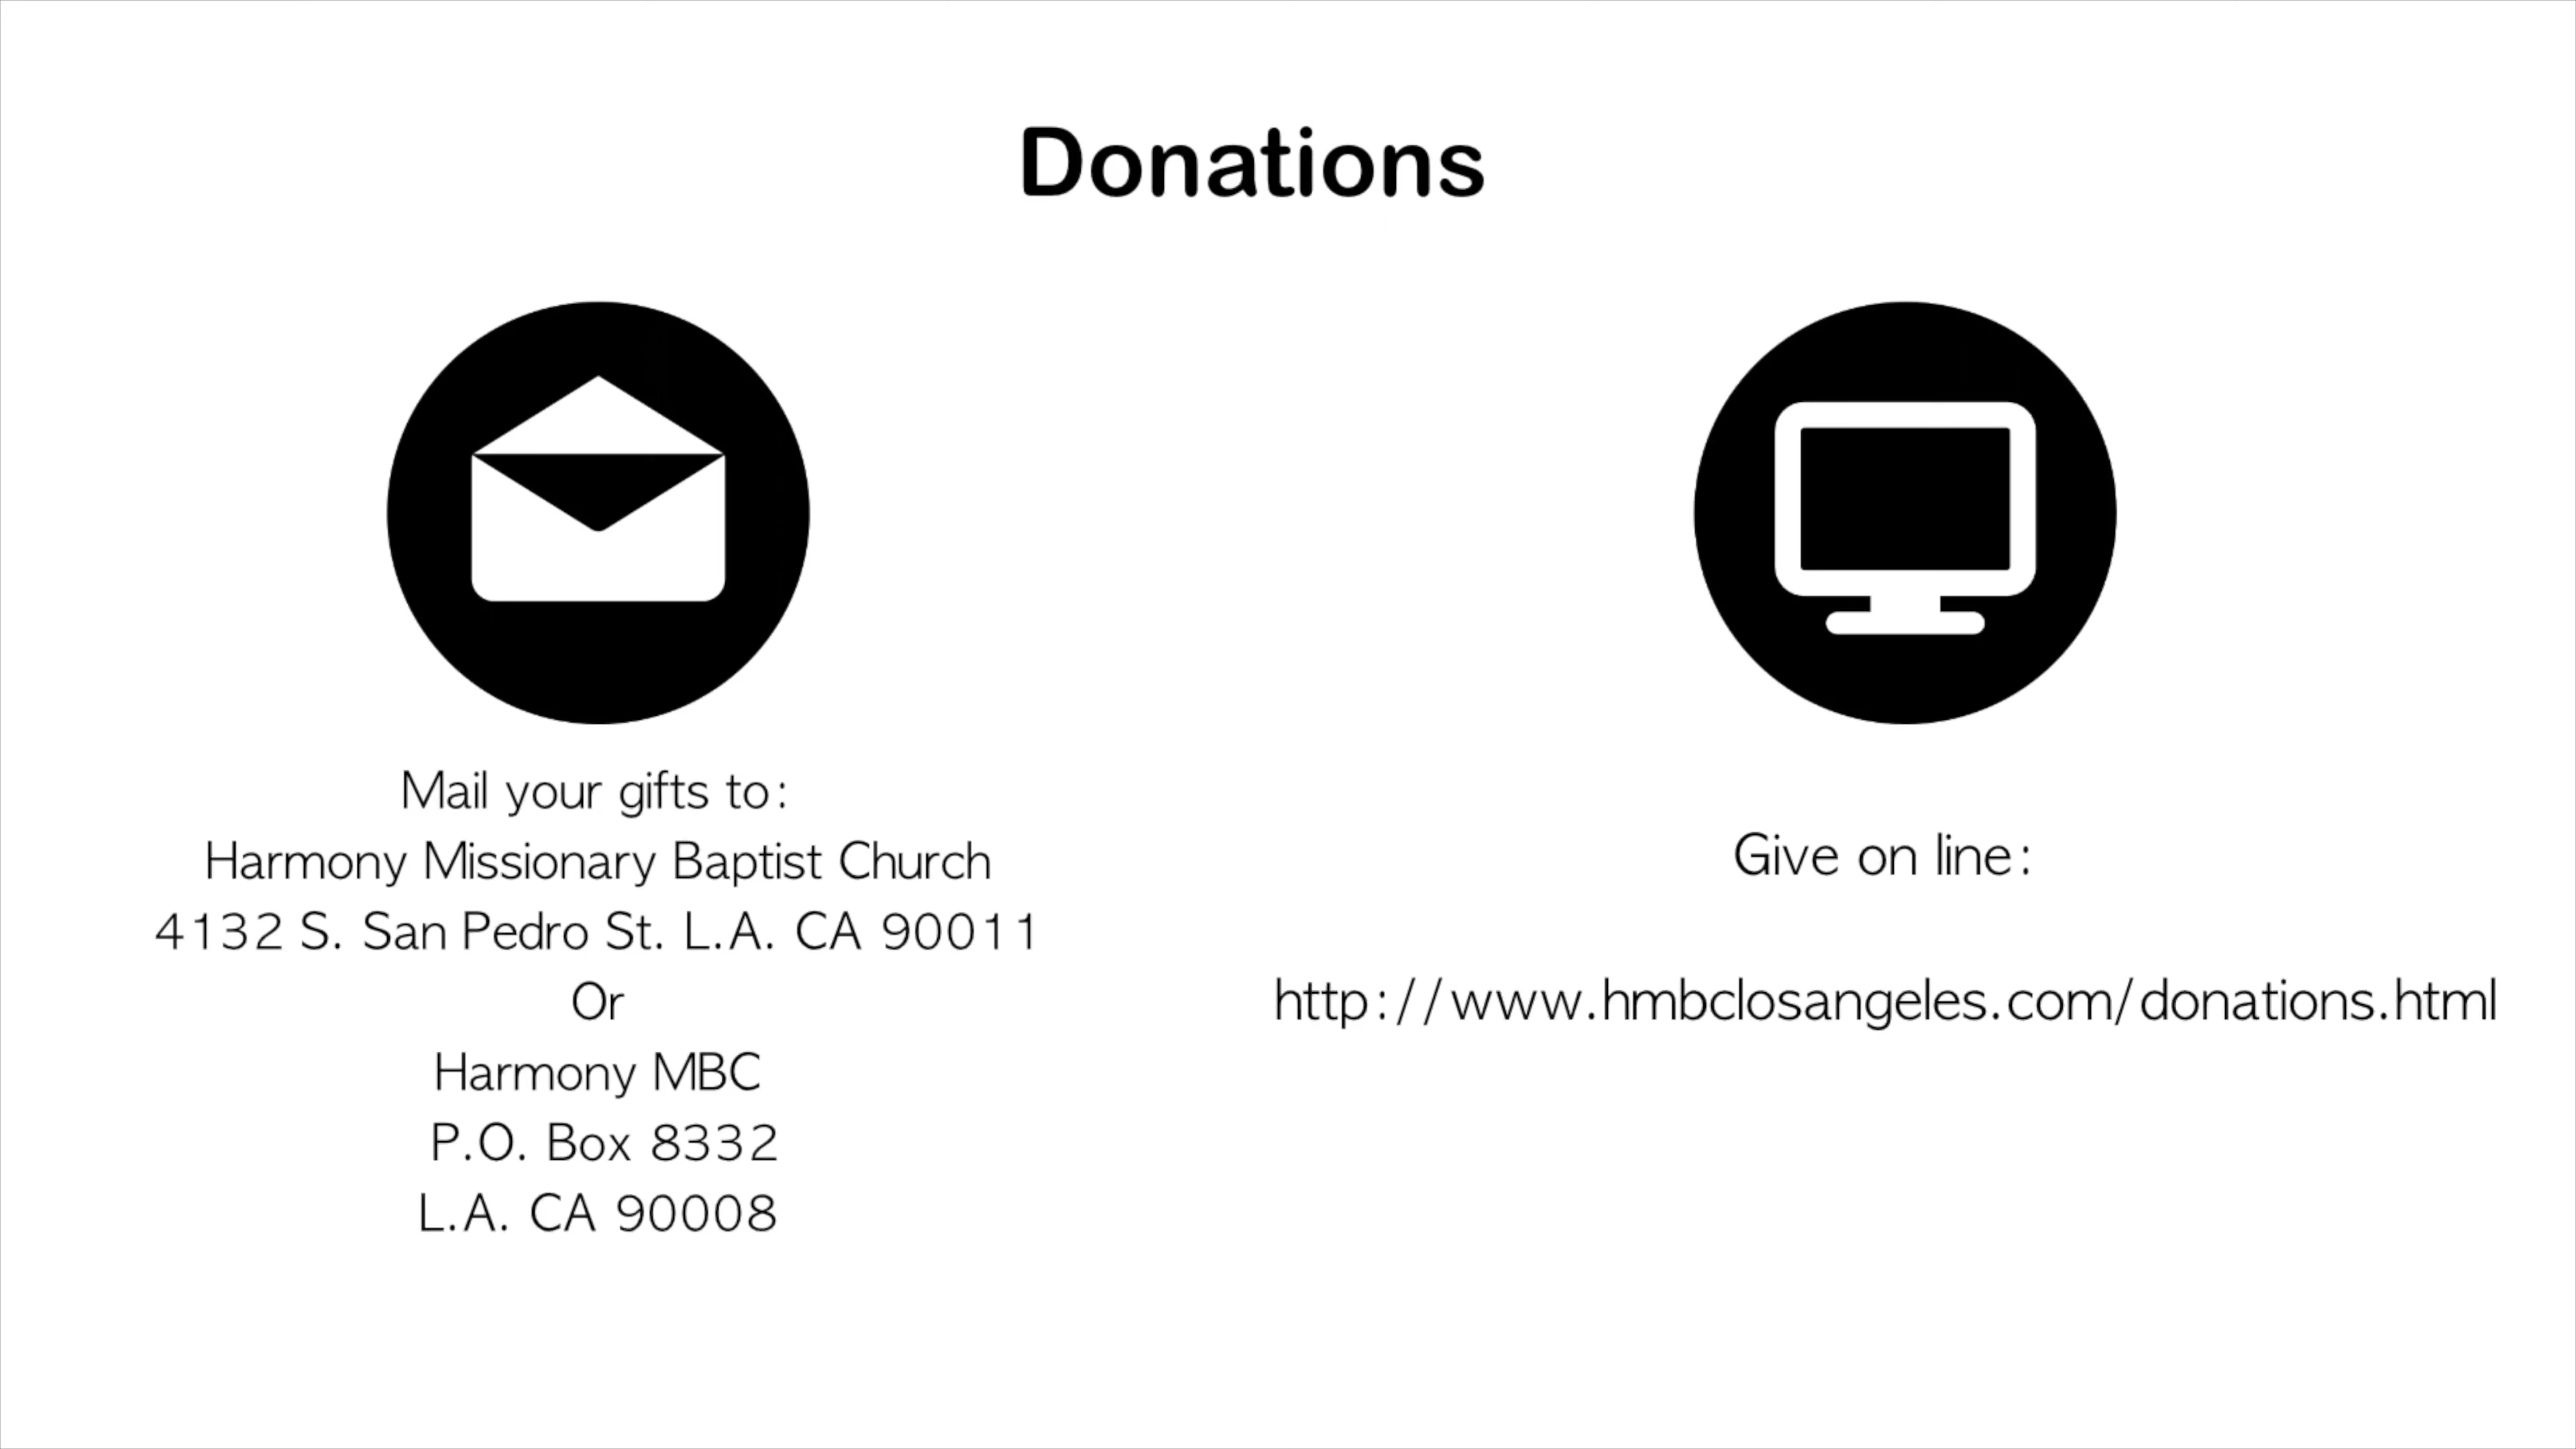 Donations
Mail your gifts to:
Harmony Missionary Baptist Church
4132 S. San Pedro St. L.A. CA 90011
Or
Harmony MBC
P.O. Box 8332
L.A. CA 90008
Give on line:
http://www.hmbclosangeles.com/donations.html